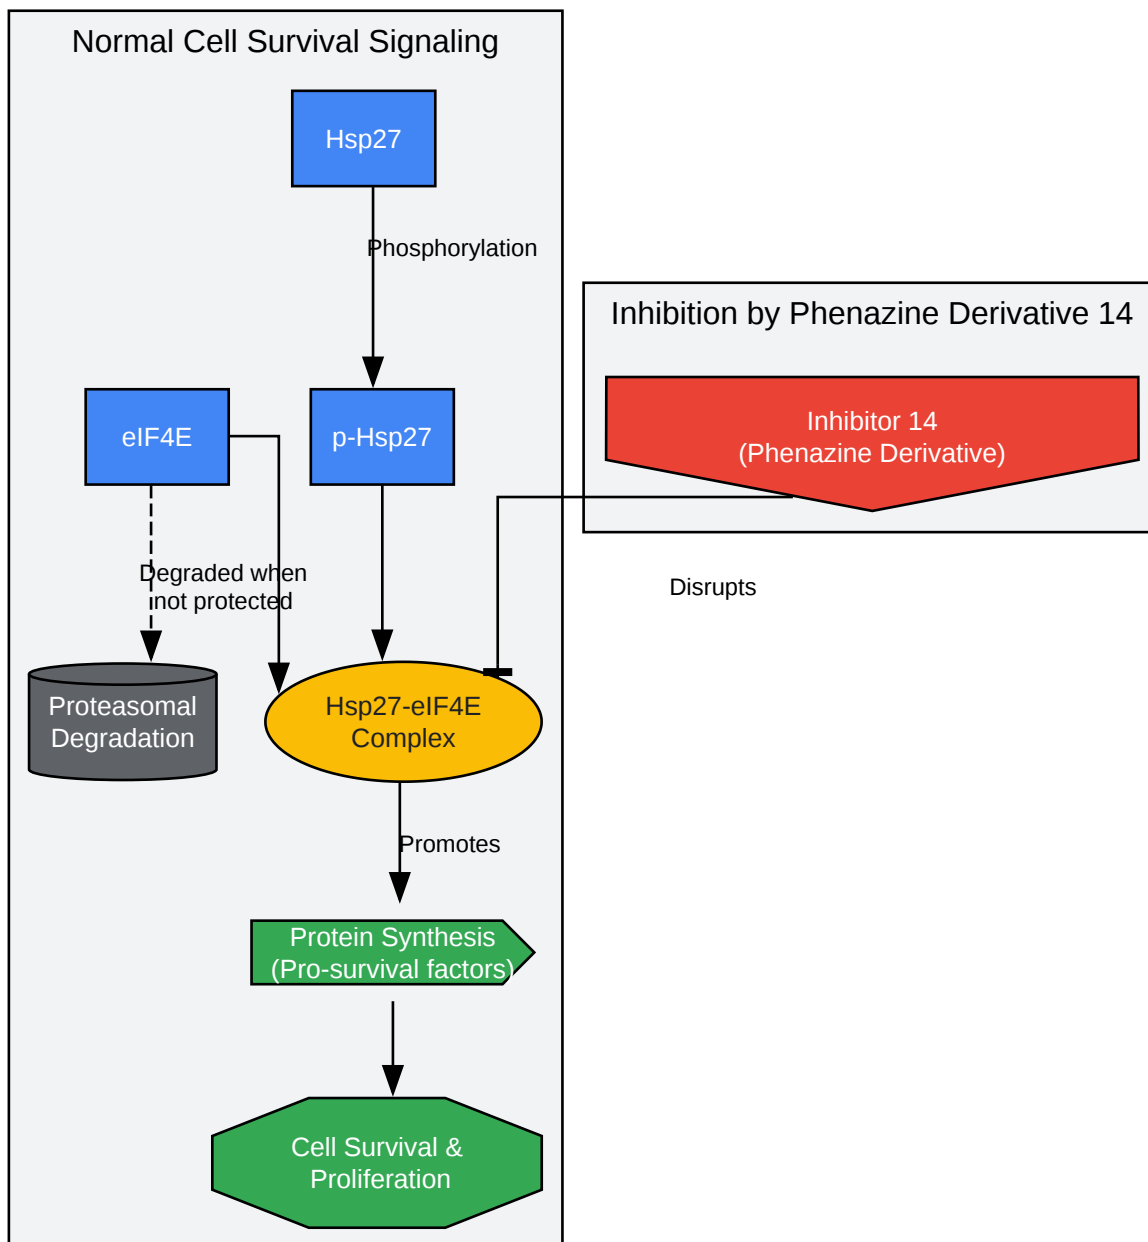 Normal Cell Survival Signaling
Hsp27
Phosphorylation
Inhibition by Phenazine Derivative 14
Inhibitor 14
(Phenazine Derivative)
eIF4E
p-Hsp27
Degraded when
not protected
Disrupts
Proteasomal
Degradation
Hsp27-eIF4E
Complex
Promotes
Protein Synthesis
(Pro-survival factors)
Cell Survival &
Proliferation